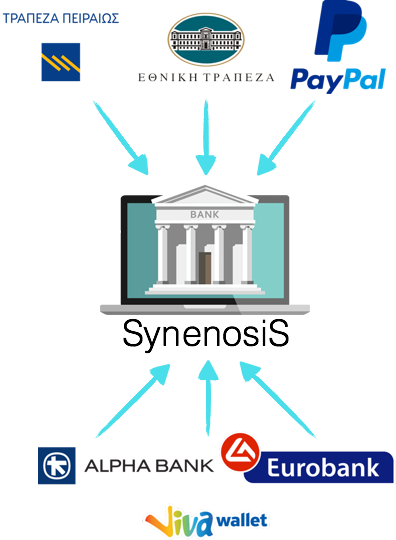 ΤΡΑΠΕΖΑ ΠΕΙΡΑΙΩΣ
ΕΘΝΙΚΗ ΤΡΑΠΕΖΑ
PayPal
BANK
SynenosiS
ALPHA BANK
Eurobank
Viva wallet